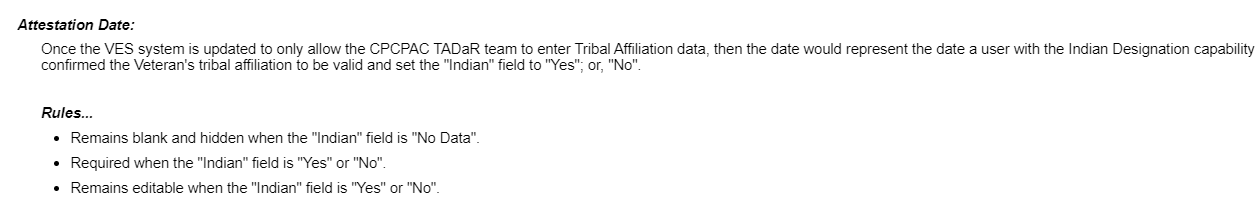 Attestation Date:
Once the VES system is updated to only allow the CPCPAC TADaR team to enter Tribal Affiliation data, then the date would represent the date a user with the Indian Designation capability
confirmed the Veteran's tribal affiliation to be valid and set the "Indian" field to "Yes"; or, "No".
Rules...
• Remains blank and hidden when the "Indian" field is "No Data".
• Required when the "Indian" field is "Yes" or "No".
• Remains editable when the "Indian" field is "Yes" or "No".